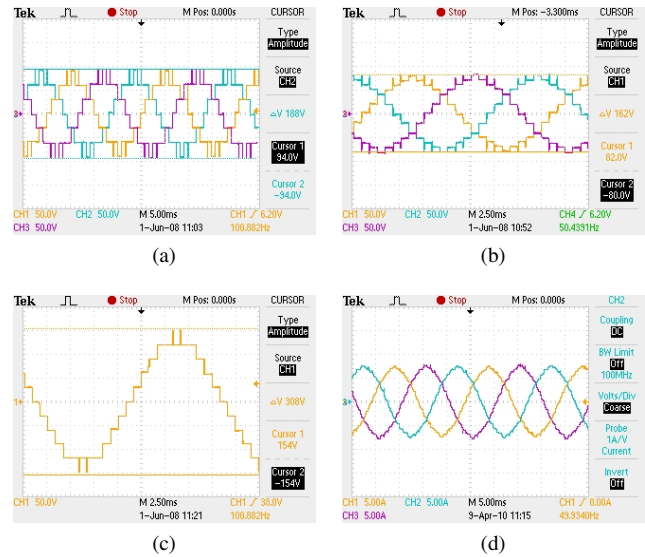 Tek Stop M Pos: 0.000s CURSOR
Type
Amplitude
Source
CH2
△V 188V
Cursor 1
94.0V
Cursor 2
-94.0V
3
CH1 50.0V CH2 50.0V M 5.00ms CH1 ∫ 6.20V
CH3 50.0V 1-Jun-08 11:03 100.882Hz
(a)
Tek Stop M Pos: -3.300ms CURSOR
Type
Amplitude
Source
CH1
△V 162V
Cursor 1
82.0V
Cursor 2
-80.0V
3
CH1 50.0V CH2 50.0V M 2.50ms CH4 ∫ 6.20V
CH3 50.0V 1-Jun-08 10:52 50.4391Hz
(b)
Tek Stop M Pos: 0.000s CURSOR
Type
Amplitude
Source
CH1
△V 308V
Cursor 1
154V
Cursor 2
-154V
1
CH1 50.0V M 2.50ms CH1 ∫ 38.0V
1-Jun-08 11:21 100.882Hz
(c)
Tek Stop M Pos: 0.000s CH2
Coupling
DC
BW Limit
Off
100MHz
Volts/Div
Coarse
Probe
1A/V
Current
Invert
Off
3
CH1 5.00A CH2 5.00A M 5.00ms CH1 ∫ 0.00A
CH3 5.00A 9-Apr-10 11:15 49.9340Hz
(d)